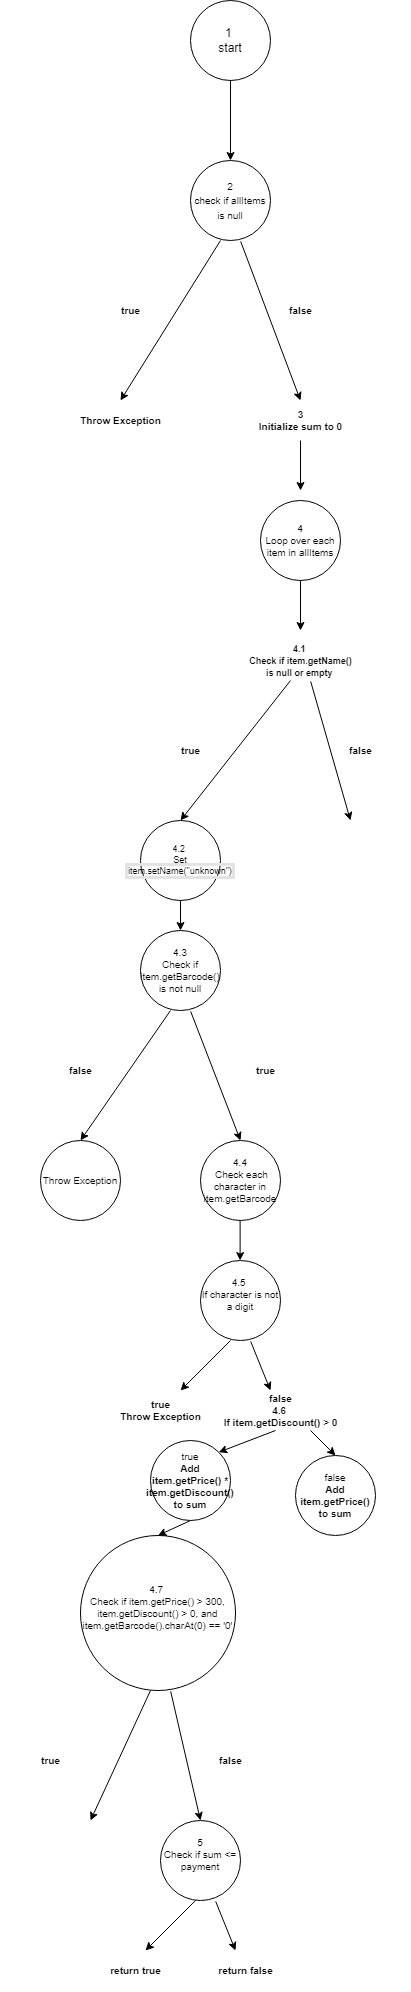 1
start
2
check if allItems
is null
true
false
Throw Exception
3
Initialize sum to 0
4
Loop over each
item in allItems
4.1
Check if item.getName()
is null or empty
true
false
4.2
Set
item.setName("unknown")
4.3
Check if
item.getBarcode()
is not null
false
true
Throw Exception
4.4
Check each
character in
item.getBarcode
4.5
If character is not
a digit
true
Throw Exception
false
4.6
If item.getDiscount() > 0
true
Add
item.getPrice() *
item.getDiscount()
to sum
false
Add
item.getPrice()
to sum
4.7
Check if item.getPrice() > 300,
item.getDiscount() > 0, and
item.getBarcode().charAt(0) == '0'
true
false
5
Check if sum <=
payment
return true
return false